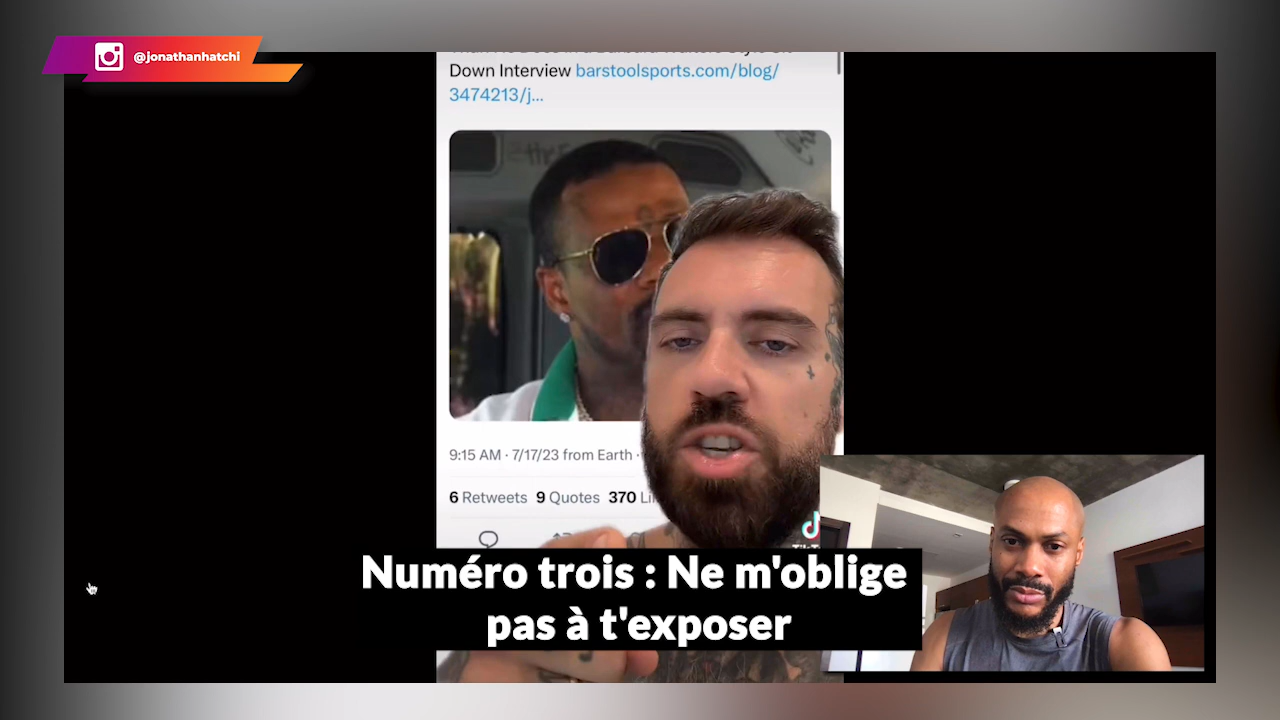 @jonathanhatchi
Down Interview barstoolsports.com/blog/
3474213/j...
9:15 AM · 7/17/23 from Earth ·
6 Retweets 9 Quotes 370
Numéro trois : Ne m'oblige
pas à t'exposer